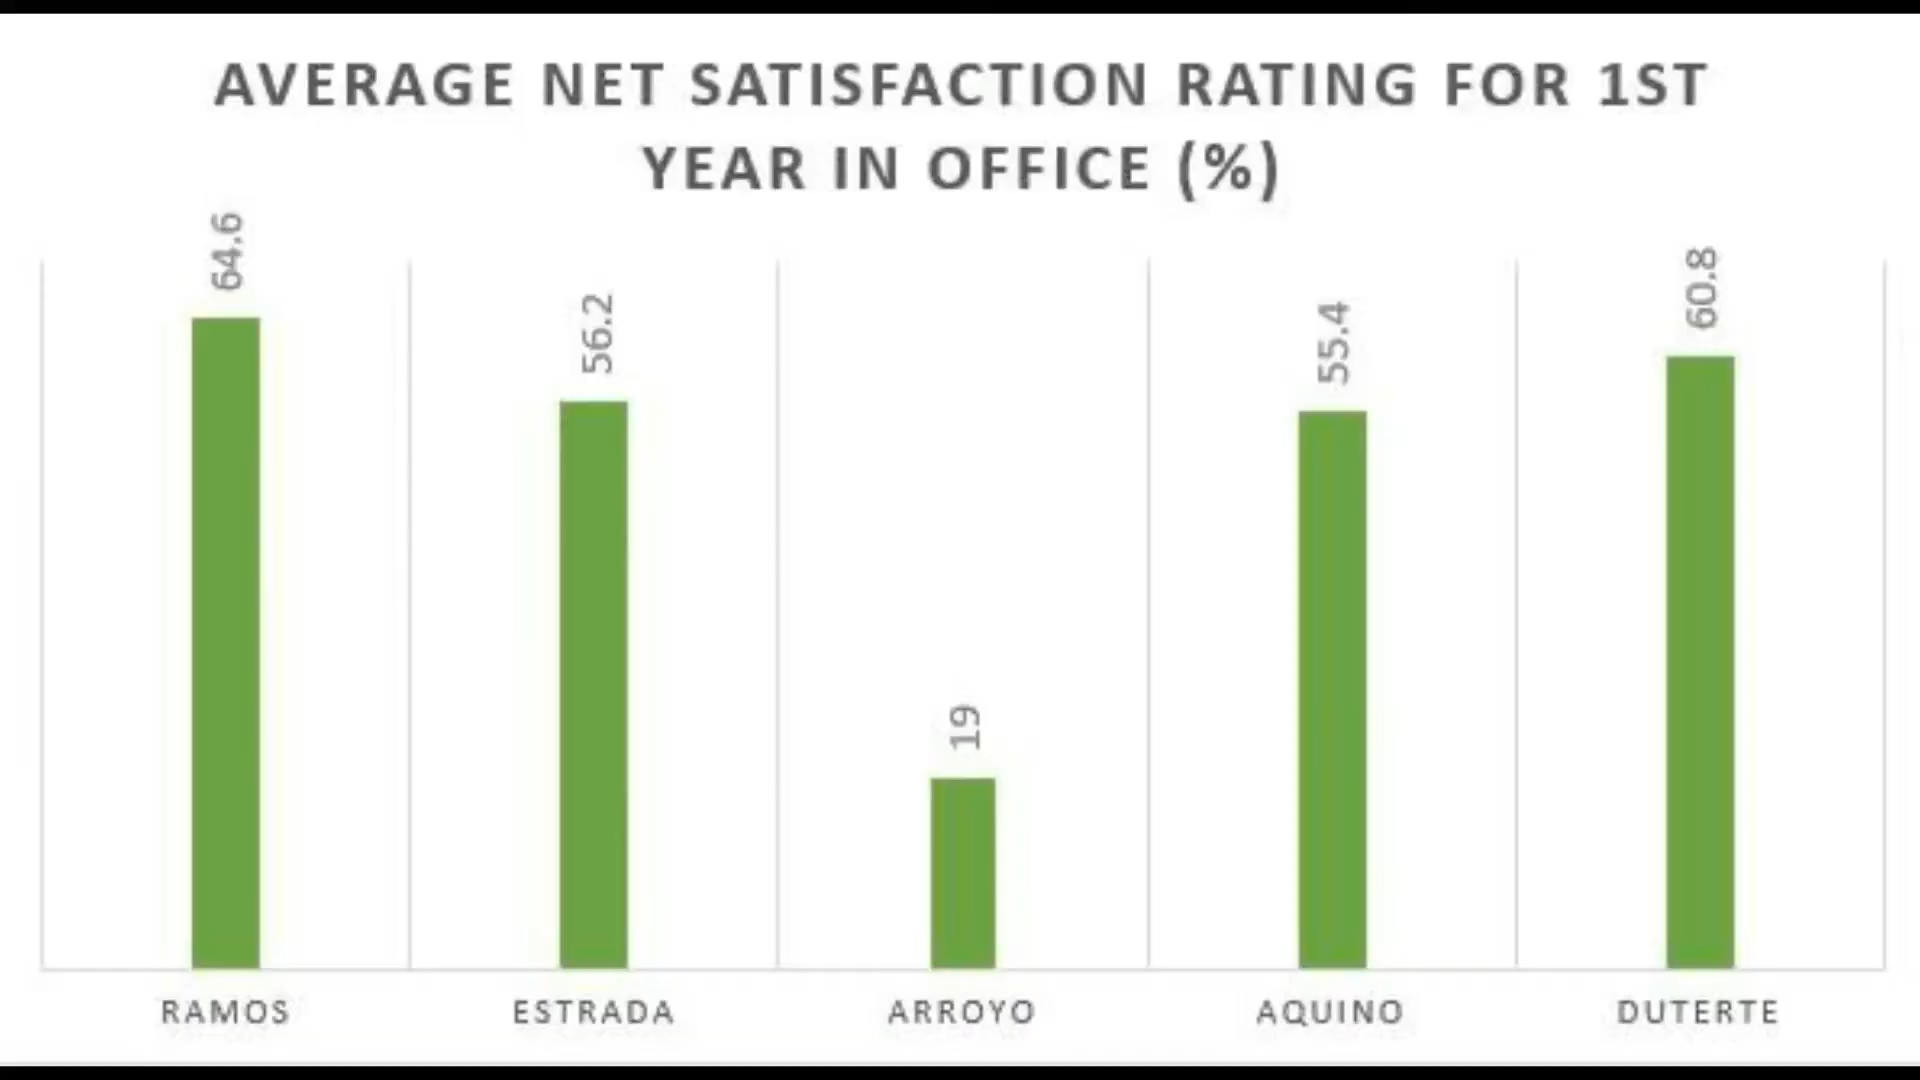 AVERAGE NET SATISFACTION RATING FOR 1ST
YEAR IN OFFICE (%)
64.6
56.2
19
55.4
60.8
RAMOS
ESTRADA
ARROYO
AQUINO
DUTERTE